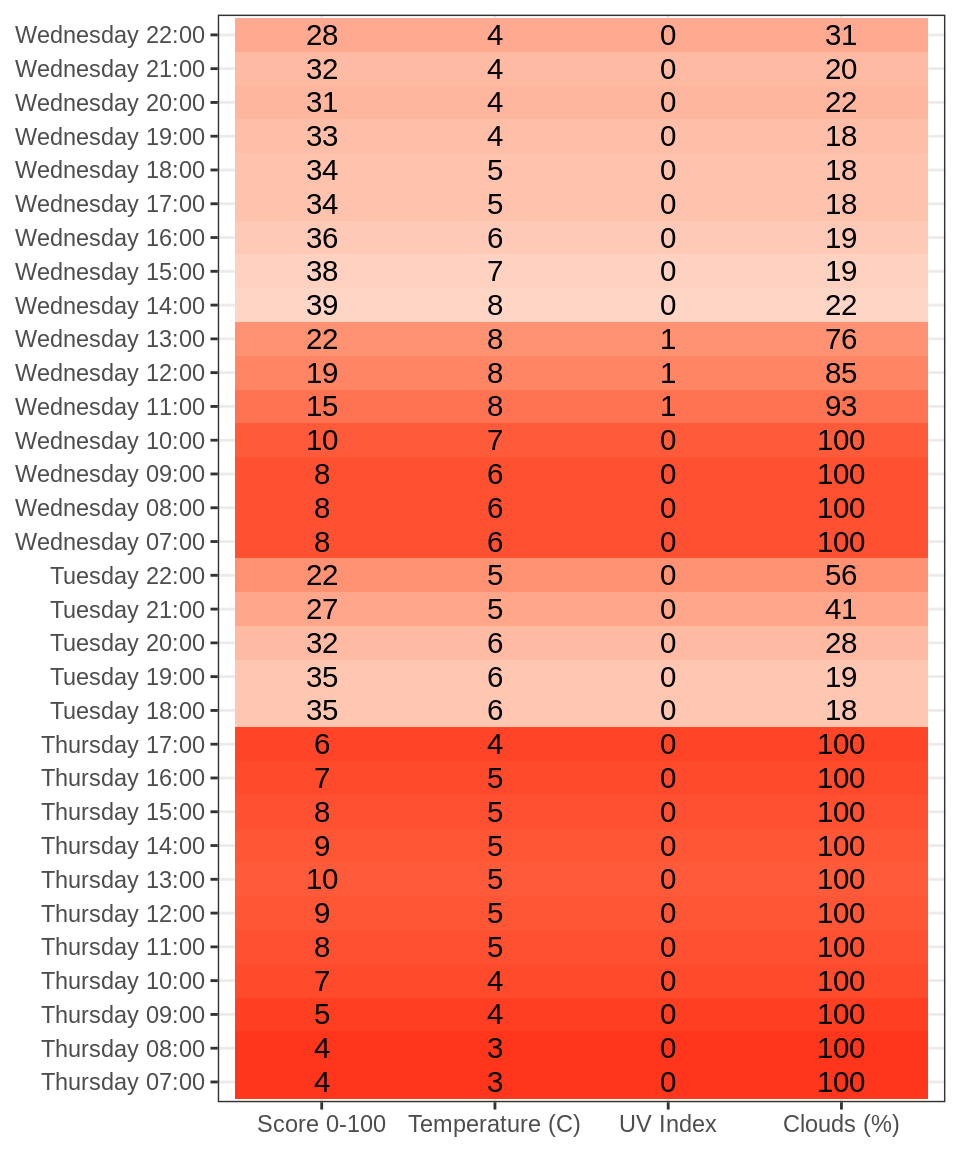 Wednesday 22:00 28 4 0 31
Wednesday 21:00 32 4 0 20
Wednesday 20:00 31 4 0 22
Wednesday 19:00 33 4 0 18
Wednesday 18:00 34 5 0 18
Wednesday 17:00 34 5 0 18
Wednesday 16:00 36 6 0 19
Wednesday 15:00 38 7 0 19
Wednesday 14:00 39 8 0 22
Wednesday 13:00 22 8 1 76
Wednesday 12:00 19 8 1 85
Wednesday 11:00 15 8 1 93
Wednesday 10:00 10 7 0 100
Wednesday 09:00 8 6 0 100
Wednesday 08:00 8 6 0 100
Wednesday 07:00 8 6 0 100
Tuesday 22:00 22 5 0 56
Tuesday 21:00 27 5 0 41
Tuesday 20:00 32 6 0 28
Tuesday 19:00 35 6 0 19
Tuesday 18:00 35 6 0 18
Thursday 17:00 6 4 0 100
Thursday 16:00 7 5 0 100
Thursday 15:00 8 5 0 100
Thursday 14:00 9 5 0 100
Thursday 13:00 10 5 0 100
Thursday 12:00 9 5 0 100
Thursday 11:00 8 5 0 100
Thursday 10:00 7 4 0 100
Thursday 09:00 5 4 0 100
Thursday 08:00 4 3 0 100
Thursday 07:00 4 3 0 100
Score 0-100 Temperature (C) UV Index Clouds (%)